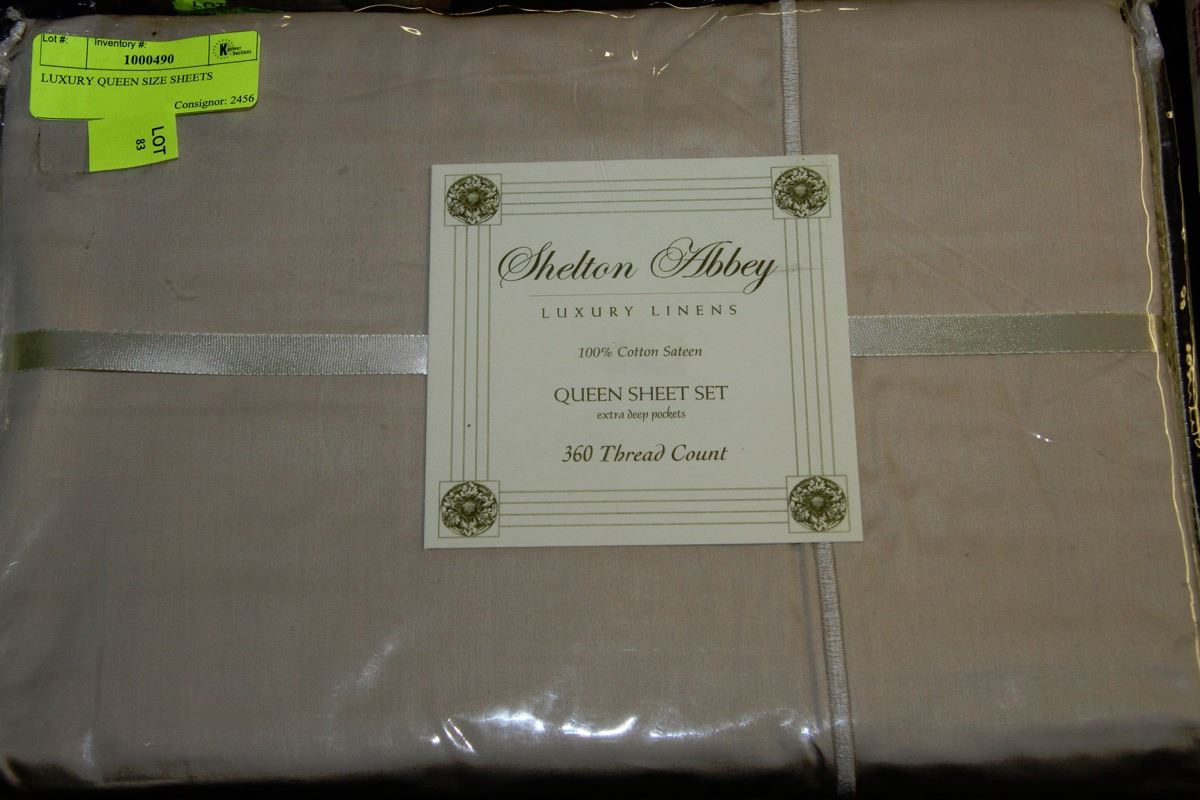 Lot #:
Inventory #:
1000490
LUXURY QUEEN SIZE SHEETS
Consignor: 2456
LOT
83
Shelton Abbey
LUXURY LINENS
100% Cotton Sateen
QUEEN SHEET SET
extra deep pockets
360 Thread Count